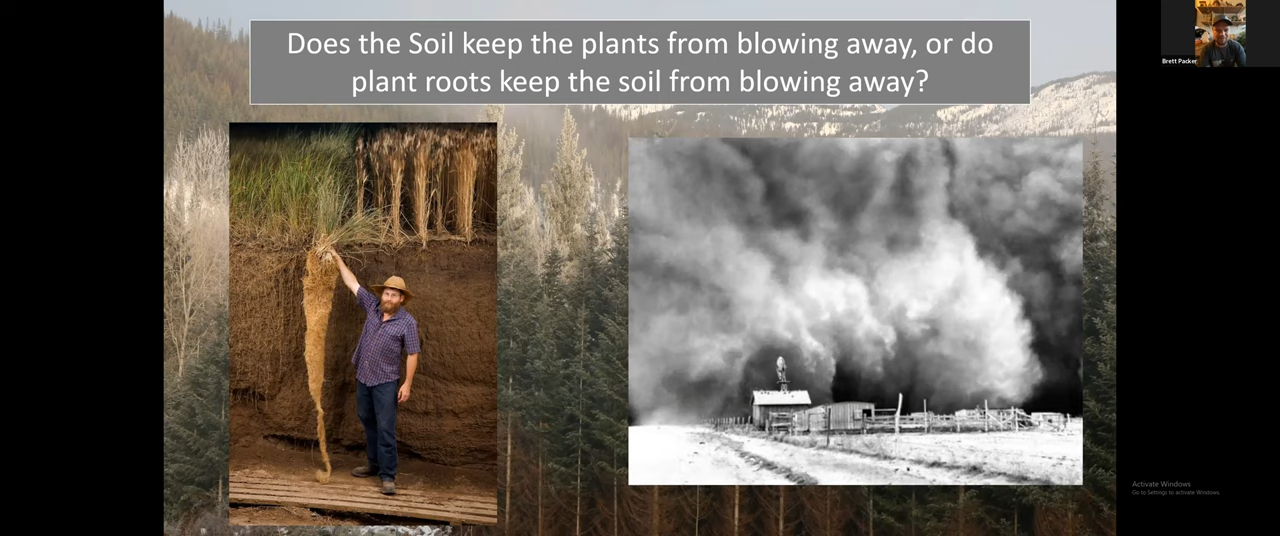 Does the Soil keep the plants from blowing away, or do
plant roots keep the soil from blowing away?
Brett Packer
Activate Windows
Go to Settings to activate Windows.